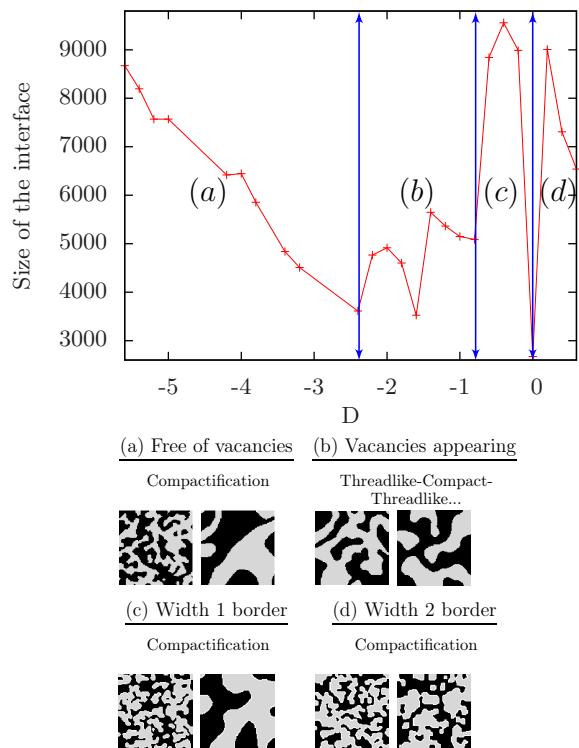 9000
8000
7000
6000
5000
4000
3000
Size of the interface
(a)
(b)
(c)
(d)
-5 -4 -3 -2 -1 0
D
(a) Free of vacancies (b) Vacancies appearing
Compactification Threadlike-Compact-
Threadlike...
(c) Width 1 border (d) Width 2 border
Compactification Compactification